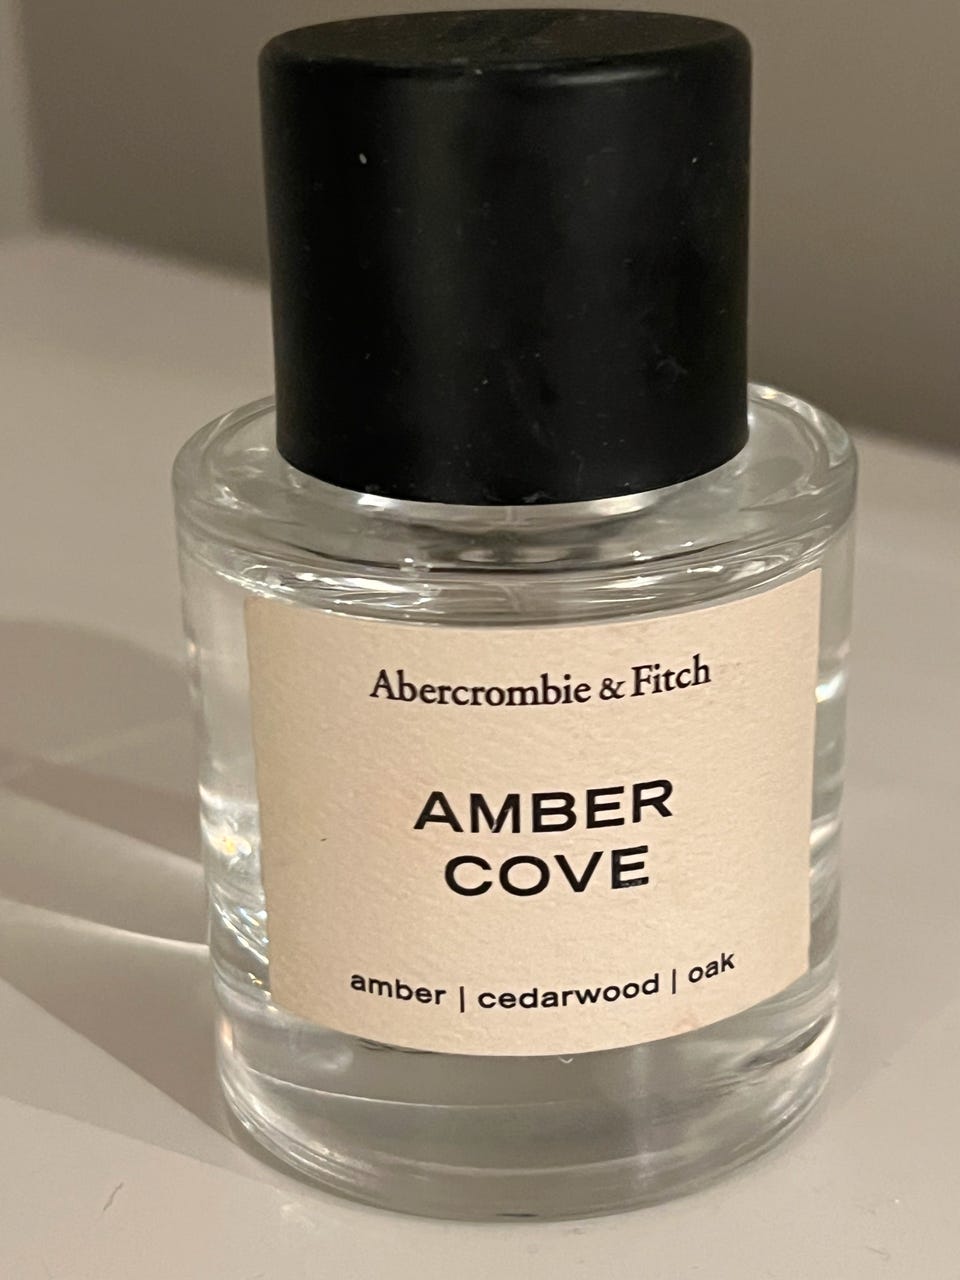 Abercrombie & Fitch
AMBER
COVE
amber | cedarwood | oak